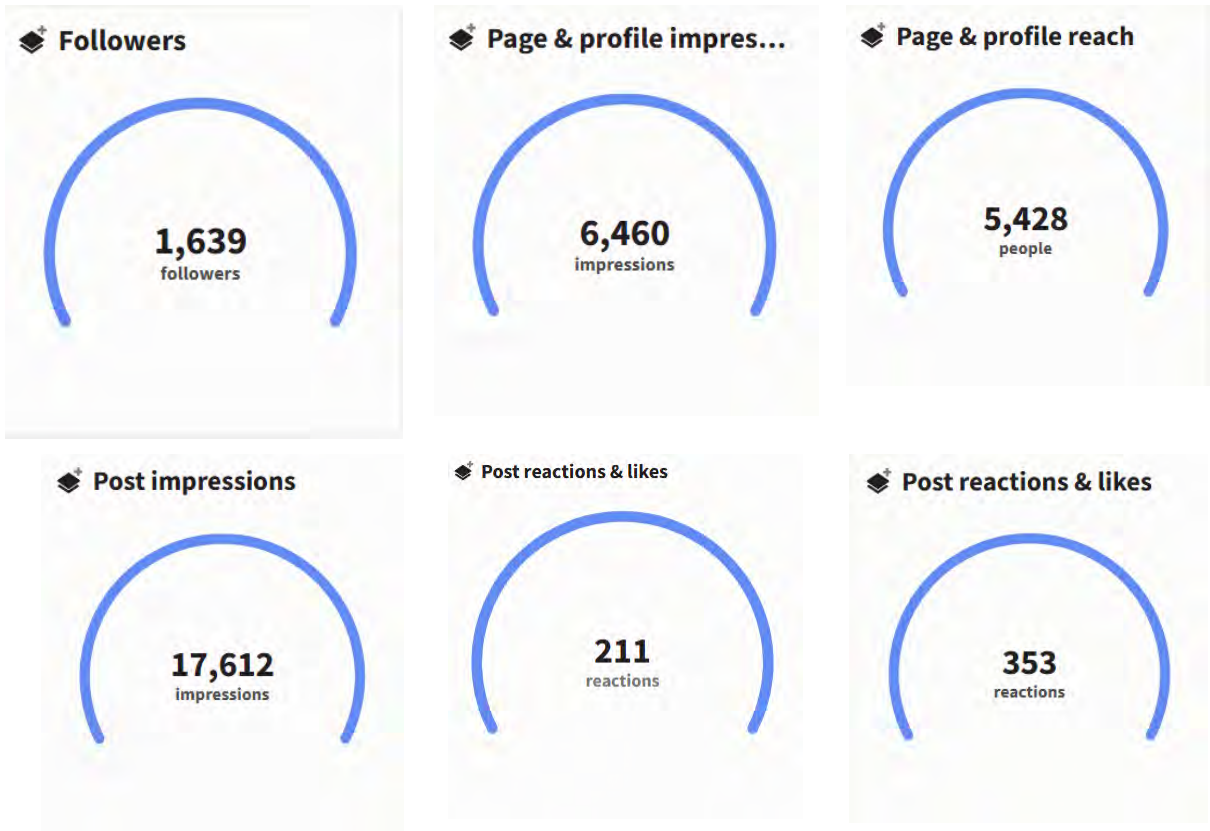 Followers
1,639
followers
Page & profile impres...
6,460
impressions
Page & profile reach
5,428
people
Post impressions
17,612
impressions
Post reactions & likes
211
reactions
Post reactions & likes
353
reactions